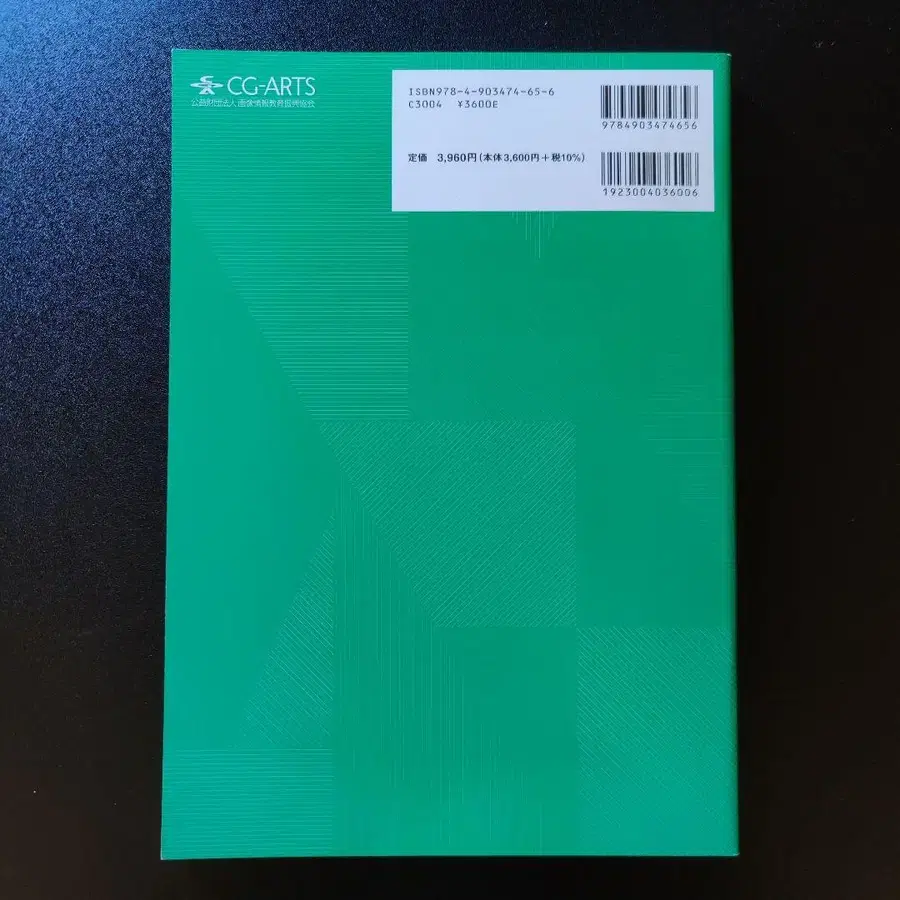 CG-ARTS
公益財団法人 画像情報教育振興協会
ISBN978-4-903474-65-6
C3004 ¥3600E
9784903474656
定価 3,960円(本体3,600円+税10%)
1923004036006